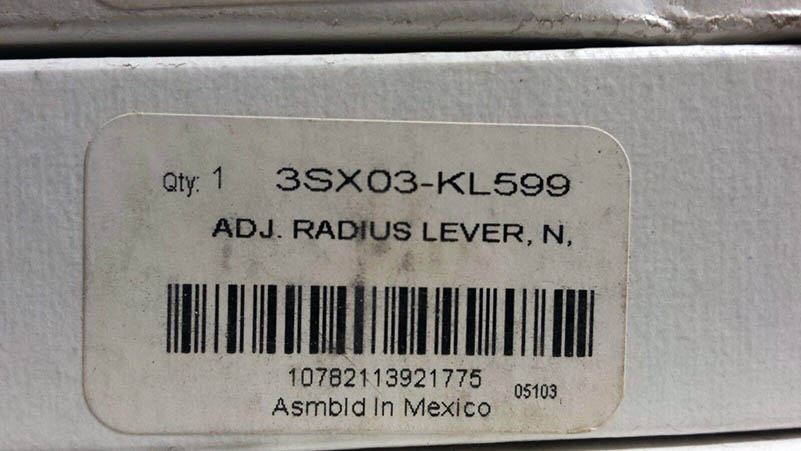 Qty: 1 3SX03-KL599
ADJ. RADIUS LEVER, N,
10782113921775
05103
Asmbld In Mexico